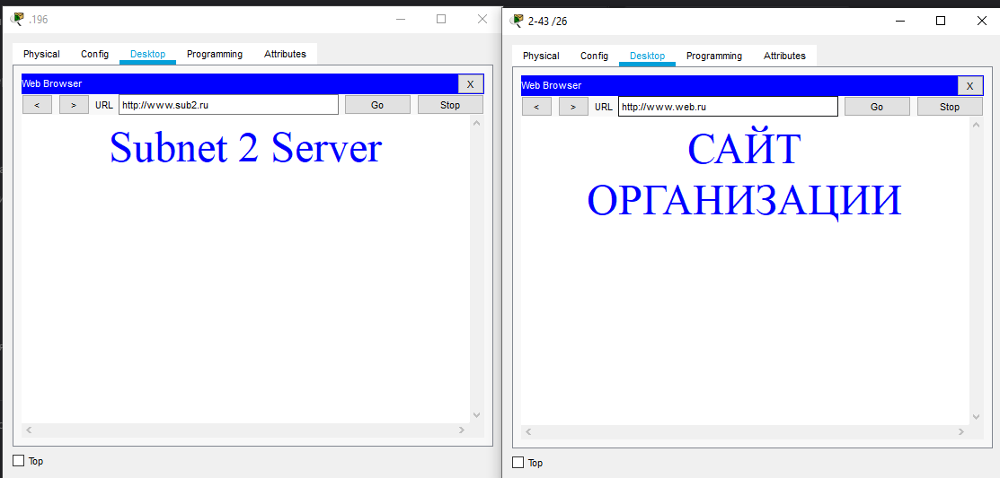 .196
Physical Config Desktop Programming Attributes
Web Browser X
< > URL http://www.sub2.ru Go Stop
Subnet 2 Server
Top
2-43 /26
Physical Config Desktop Programming Attributes
Web Browser X
< > URL http://www.web.ru Go Stop
САЙТ
ОРГАНИЗАЦИИ
Top